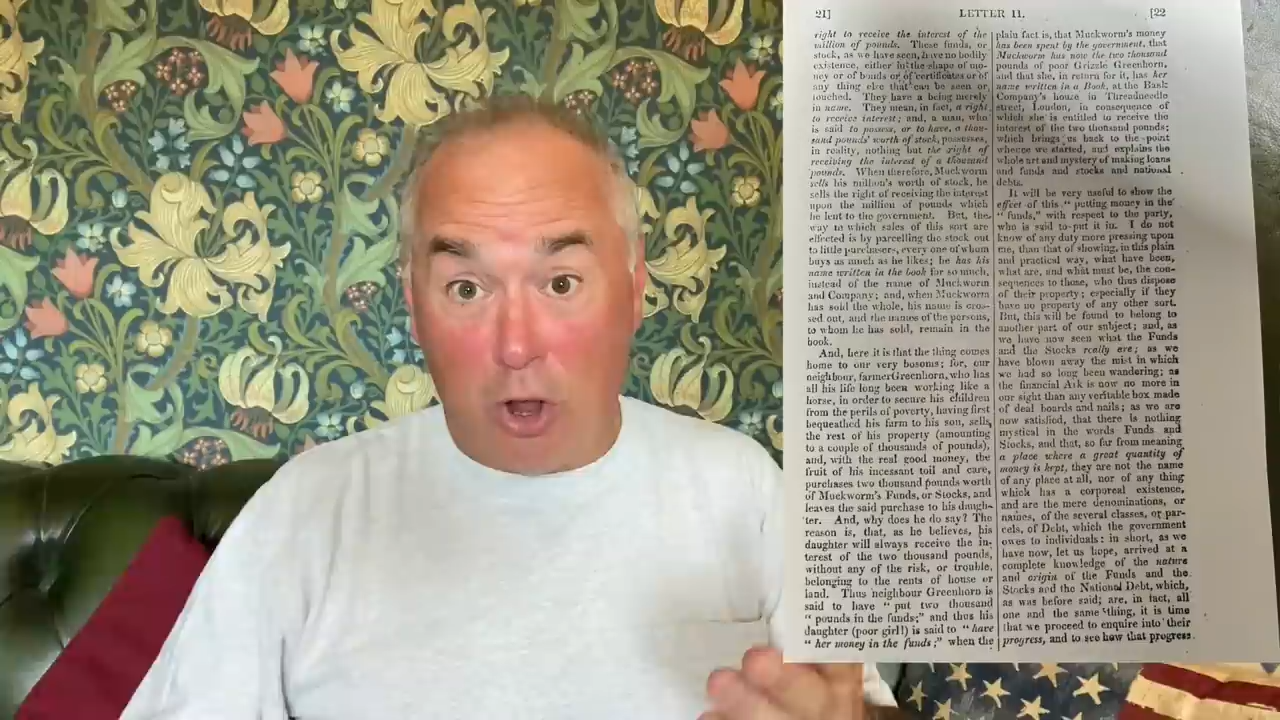 21] LETTER II. [22
right to receive the interest of the
million of pounds. These funds, or
stock, as we have seen, have no bodily
existence, either in the shape of mo-
ney or of bonds or of certificates or of
any thing else that can be seen or
touched. They have a being merely
in name. They mean, in fact, a right
to receive interest; and, a man, who
is said to possess, or to have, a thou-
sand pounds' worth of stock, possesses,
in reality, nothing but the right of
receiving the interest of a thousand
pounds. When therefore, Muckworm
sells his million's worth of stock, he
sells the right of receiving the interest
upon the million of pounds which
he lent to the government. But, the
way in which sales of this sort are
effected is by parcelling the stock out
to little purchasers, every one of whom
buys as much as he likes; he has his
name written in the book for so much,
instead of the name of Muckworm
and Company; and, when Muckworm
has sold the whole, his name is cros-
sed out, and the names of the persons,
to whom he has sold, remain in the
book.
And, here it is that the thing comes
home to our very bosoms; for, our
neighbour, farmer Greenhorn, who has
all his life long been working like a
horse, in order to secure his children
from the perils of poverty, having first
bequeathed his farm to his son, sells
the rest of his property (amounting
to a couple of thousands of pounds),
and, with the real good money, the
fruit of his incessant toil and care,
purchases two thousand pounds worth
of Muckworm's Funds, or Stocks, and
leaves the said purchase to his daugh-
ter. And, why does he do say? The
reason is, that, as he believes, his
daughter will always receive the in-
terest of the two thousand pounds,
without any of the risk, or trouble,
belonging to the rents of house or
land. Thus neighbour Greenhorn is
said to have " put two thousand
" pounds in the funds;" and thus his
daughter (poor girl!) is said to " have
" her money in the funds;" when the
plain fact is, that Muckworm's money
has been spent by the government, that
Muckworm has now the two thousand
pounds of poor Grizzle Greenhorn,
and that she, in return for it, has her
name written in a Book, at the Bank
Company's house in Threadneedle
street, London, in consequence of
which she is entitled to receive the
interest of the two thousand pounds;
which brings us back to the point
whence we started, and explains the
whole art and mystery of making loans
and funds and stocks and national
debts.
It will be very useful to show the
effect of this " putting money in the
" funds," with respect to the party,
who is said to put it in. I do not
know of any duty more pressing upon
me, than that of showing, in this plain
and practical way, what have been,
what are, and what must be, the con-
sequences to those, who thus dispose
of their property; especially if they
have no property of any other sort.
But, this will be found to belong to
another part of our subject; and, as
we have now seen what the Funds
and the Stocks really are; as we
have blown away the mist in which
we had so long been wandering; as
the financial Ark is now no more in
our sight than any veritable box made
of deal boards and nails; as we are
now satisfied, that there is nothing
mystical in the words Funds and
Stocks, and that, so far from meaning
a place where a great quantity of
money is kept, they are not the name
of any place at all, nor of any thing
which has a corporeal existence,
and are the mere denominations, or
names, of the several classes, or par-
cels, of Debt, which the government
owes to individuals: in short, as we
have now, let us hope, arrived at a
complete knowledge of the nature
and origin of the Funds and the
Stocks and the National Debt, which,
as was before said; are, in fact, all
one and the same thing, it is time
that we proceed to enquire into their
progress, and to see how that progress